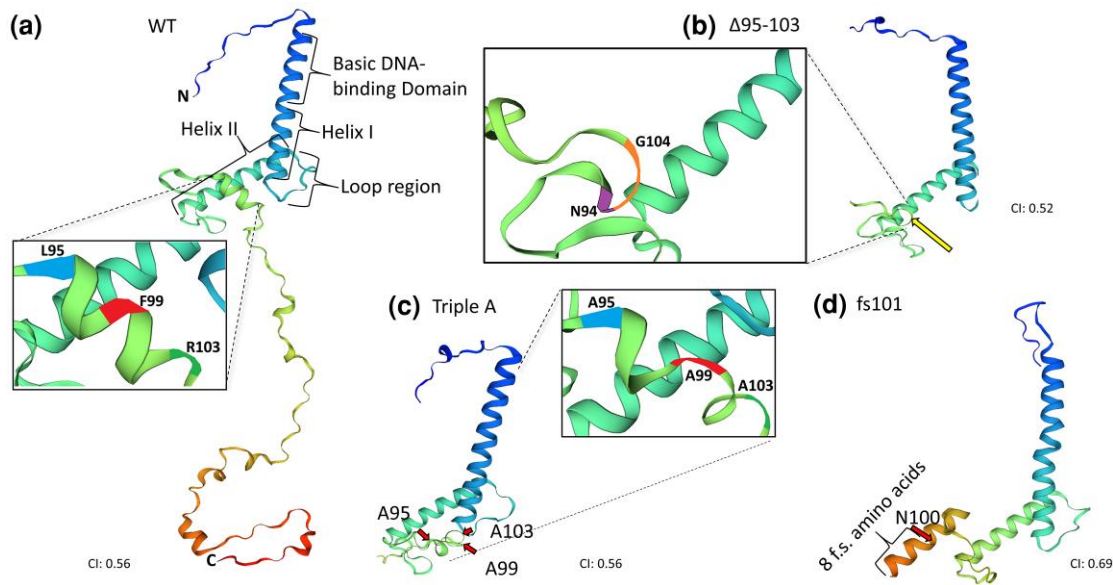 (a)
WT
N
Basic DNA-
binding Domain
Helix II
Helix I
Loop region
L95
F99
R103
C
CI: 0.56
(b)
Δ95-103
G104
N94
CI: 0.52
(c)
Triple A
A95
A99
A103
A95
A103
A99
CI: 0.56
(d)
fs101
8 f.s. amino acids
N100
CI: 0.69